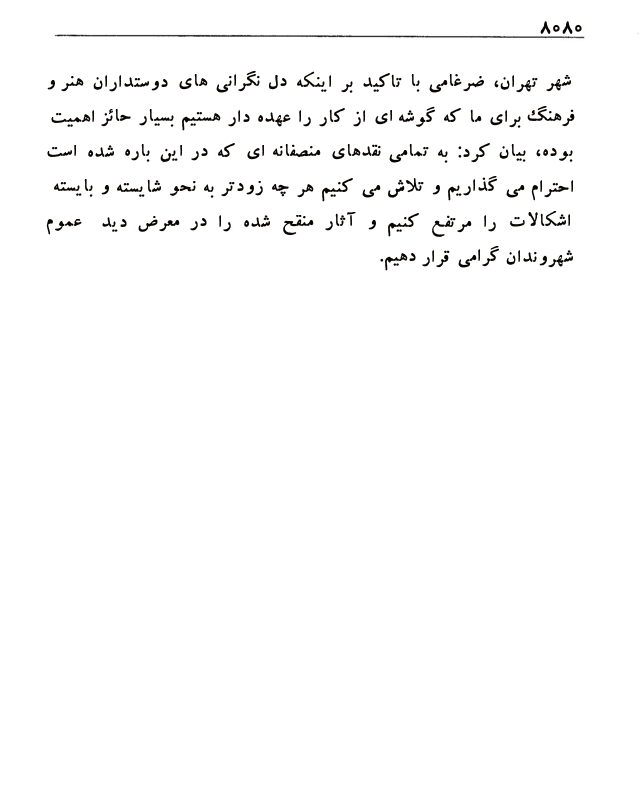 ۸۰۸۰
شهر تهران، ضرغامی با تاکید بر اینکه دل نگرانی های دوستداران هنر و
فرهنگ برای ما که گوشه ای از کار را عهده دار هستیم بسیار حائز اهمیت
بوده، بیان کرد: به تمامی نقدهای منصفانه ای که در این باره شده است
احترام می گذاریم و تلاش می کنیم هر چه زودتر به نحو شایسته و بایسته
اشکالات را مرتفع کنیم و آثار منقح شده را در معرض دید عموم
شهروندان گرامی قرار دهیم.